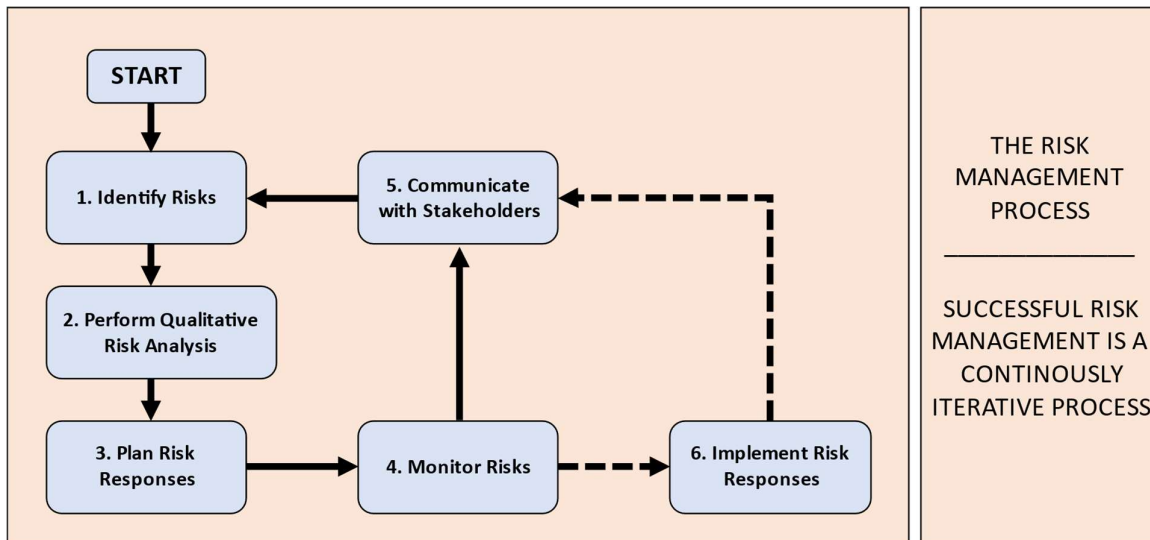 START
1. Identify Risks
2. Perform Qualitative
Risk Analysis
3. Plan Risk
Responses
4. Monitor Risks
5. Communicate
with Stakeholders
6. Implement Risk
Responses
THE RISK
MANAGEMENT
PROCESS
SUCCESSFUL RISK
MANAGEMENT IS A
CONTINOUSLY
ITERATIVE PROCESS